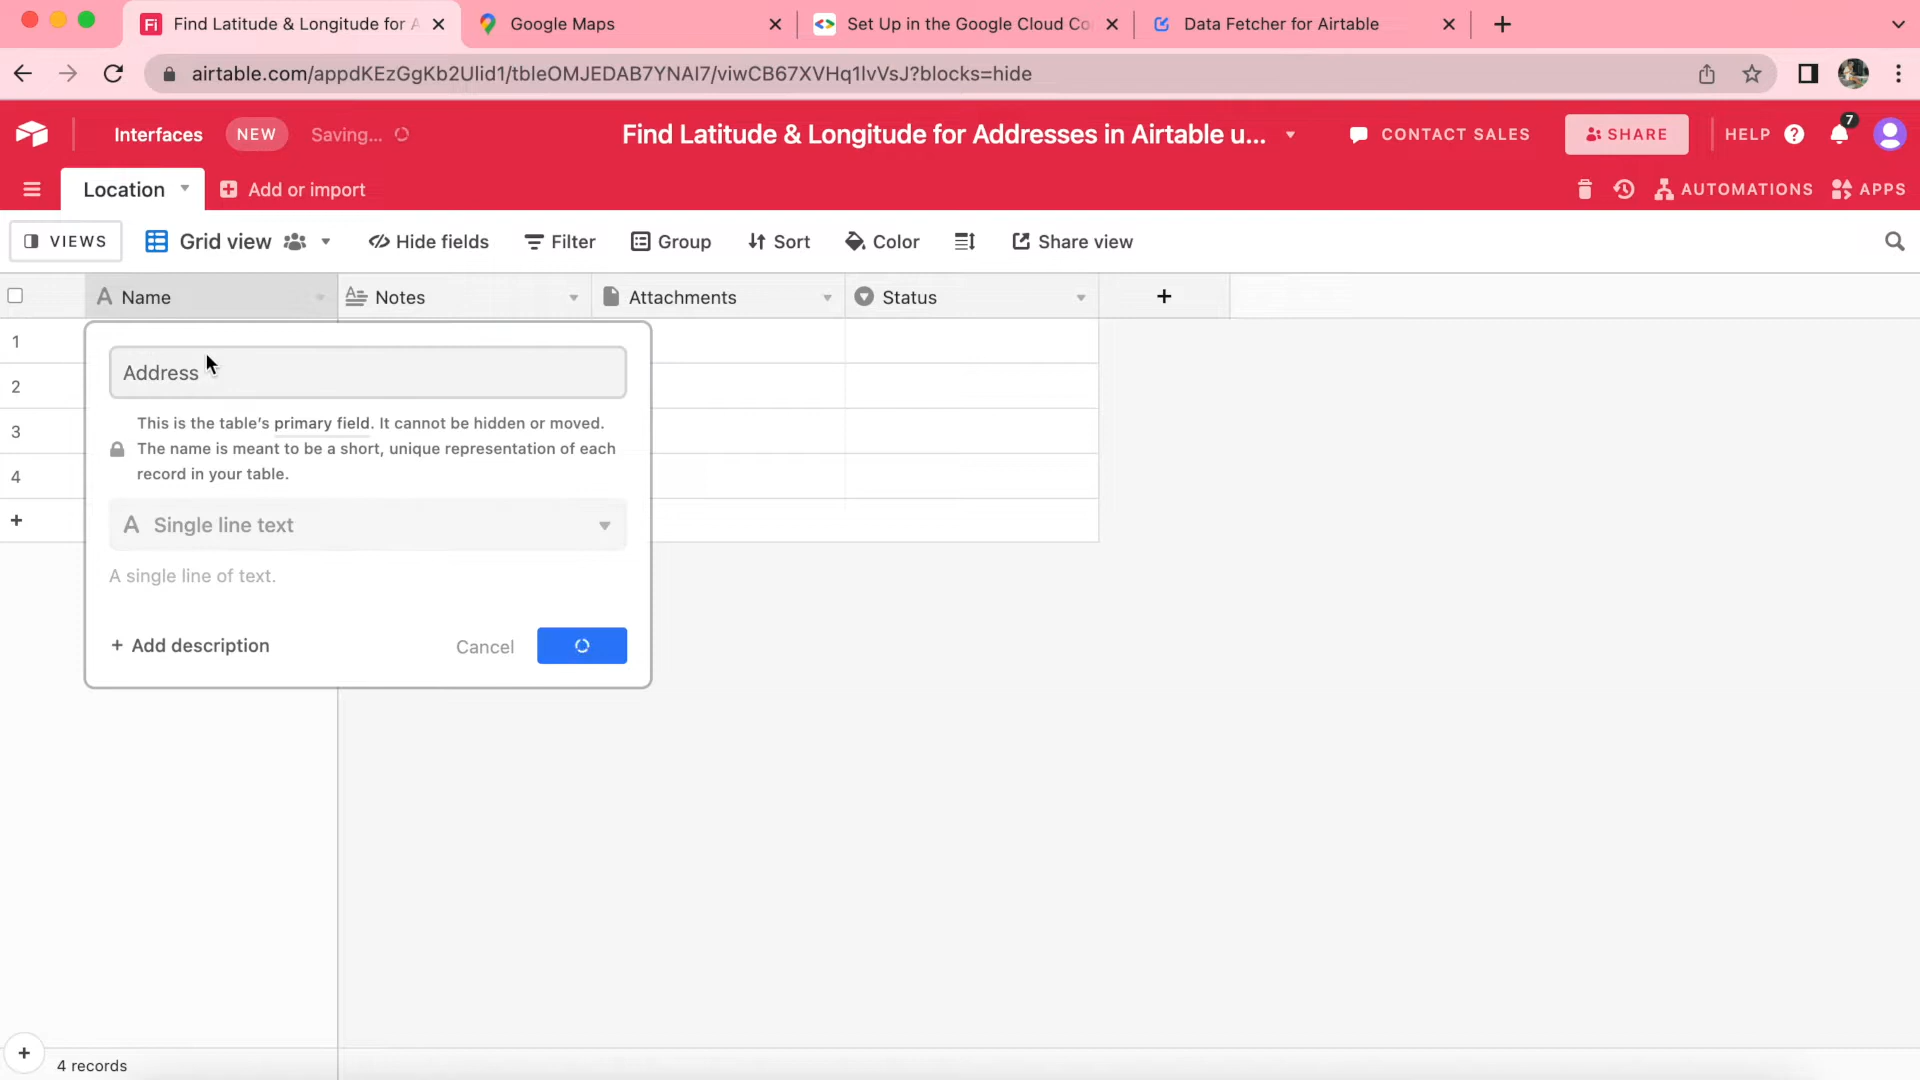 Find Latitude & Longitude for A
Google Maps
Set Up in the Google Cloud Co
Data Fetcher for Airtable
airtable.com/appdKEzGgKb2Ulid1/tbleOMJEDAB7YNAI7/viwCB67XVHq1lvVsJ?blocks=hide
Interfaces
NEW
Saving...
Find Latitude & Longitude for Addresses in Airtable u...
CONTACT SALES
SHARE
HELP
7
Location
Add or import
AUTOMATIONS
APPS
VIEWS
Grid view
Hide fields
Filter
Group
Sort
Color
Share view
Name
Notes
Attachments
Status
1
2
3
4
Address
This is the table's primary field. It cannot be hidden or moved.
The name is meant to be a short, unique representation of each
record in your table.
Single line text
A single line of text.
+ Add description
Cancel
4 records